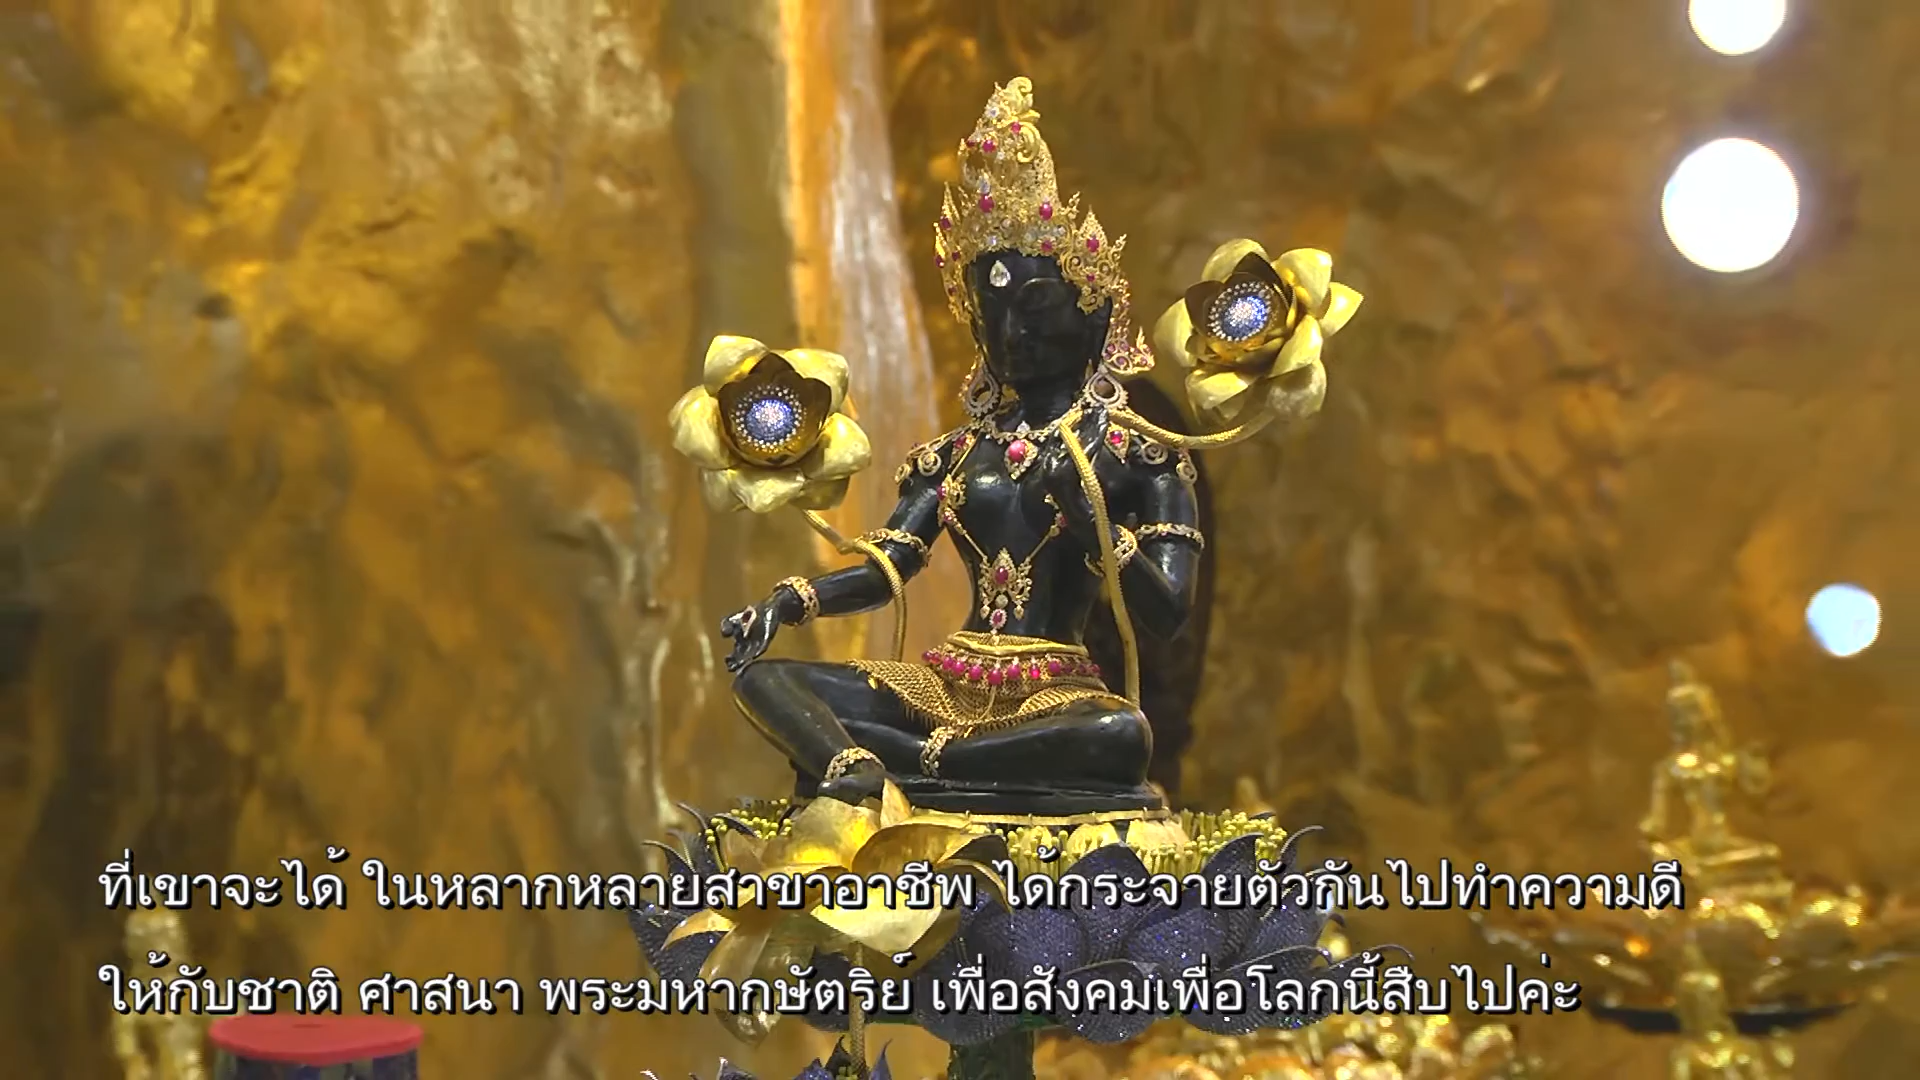 ที่เขาจะได้ ในหลากหลายสาขาอาชีพ ได้กระจายตัวกันไปทำความดี
ให้กับชาติ ศาสนา พระมหากษัตริย์ เพื่อสังคมเพื่อโลกนี้สืบไปค่ะ